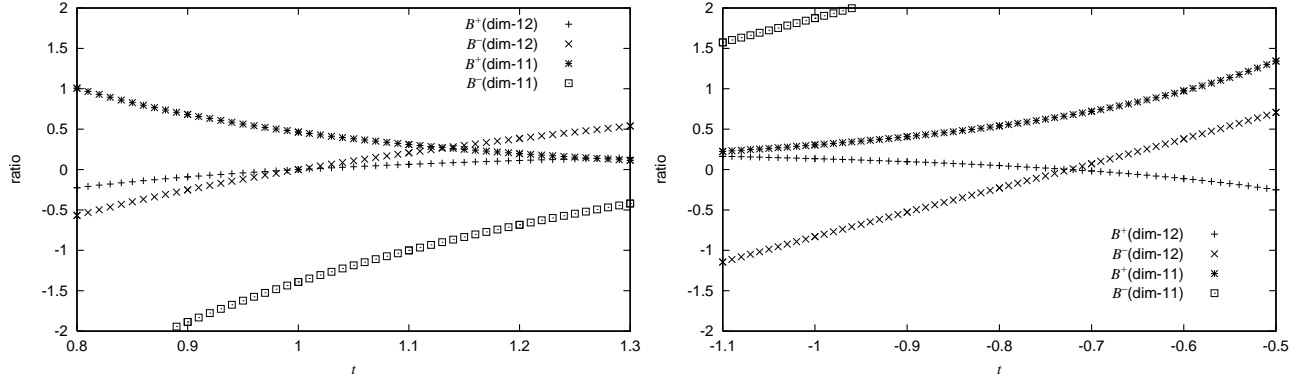 2
1.5
1
0.5
0
-0.5
-1
-1.5
-2
ratio
0.8
0.9
1
1.1
1.2
1.3
t
B+(dim-12)
B−(dim-12)
B+(dim-11)
B−(dim-11)
2
1.5
1
0.5
0
-0.5
-1
-1.5
-2
ratio
-1.1
-1
-0.9
-0.8
-0.7
-0.6
-0.5
t
B+(dim-12)
B−(dim-12)
B+(dim-11)
B−(dim-11)